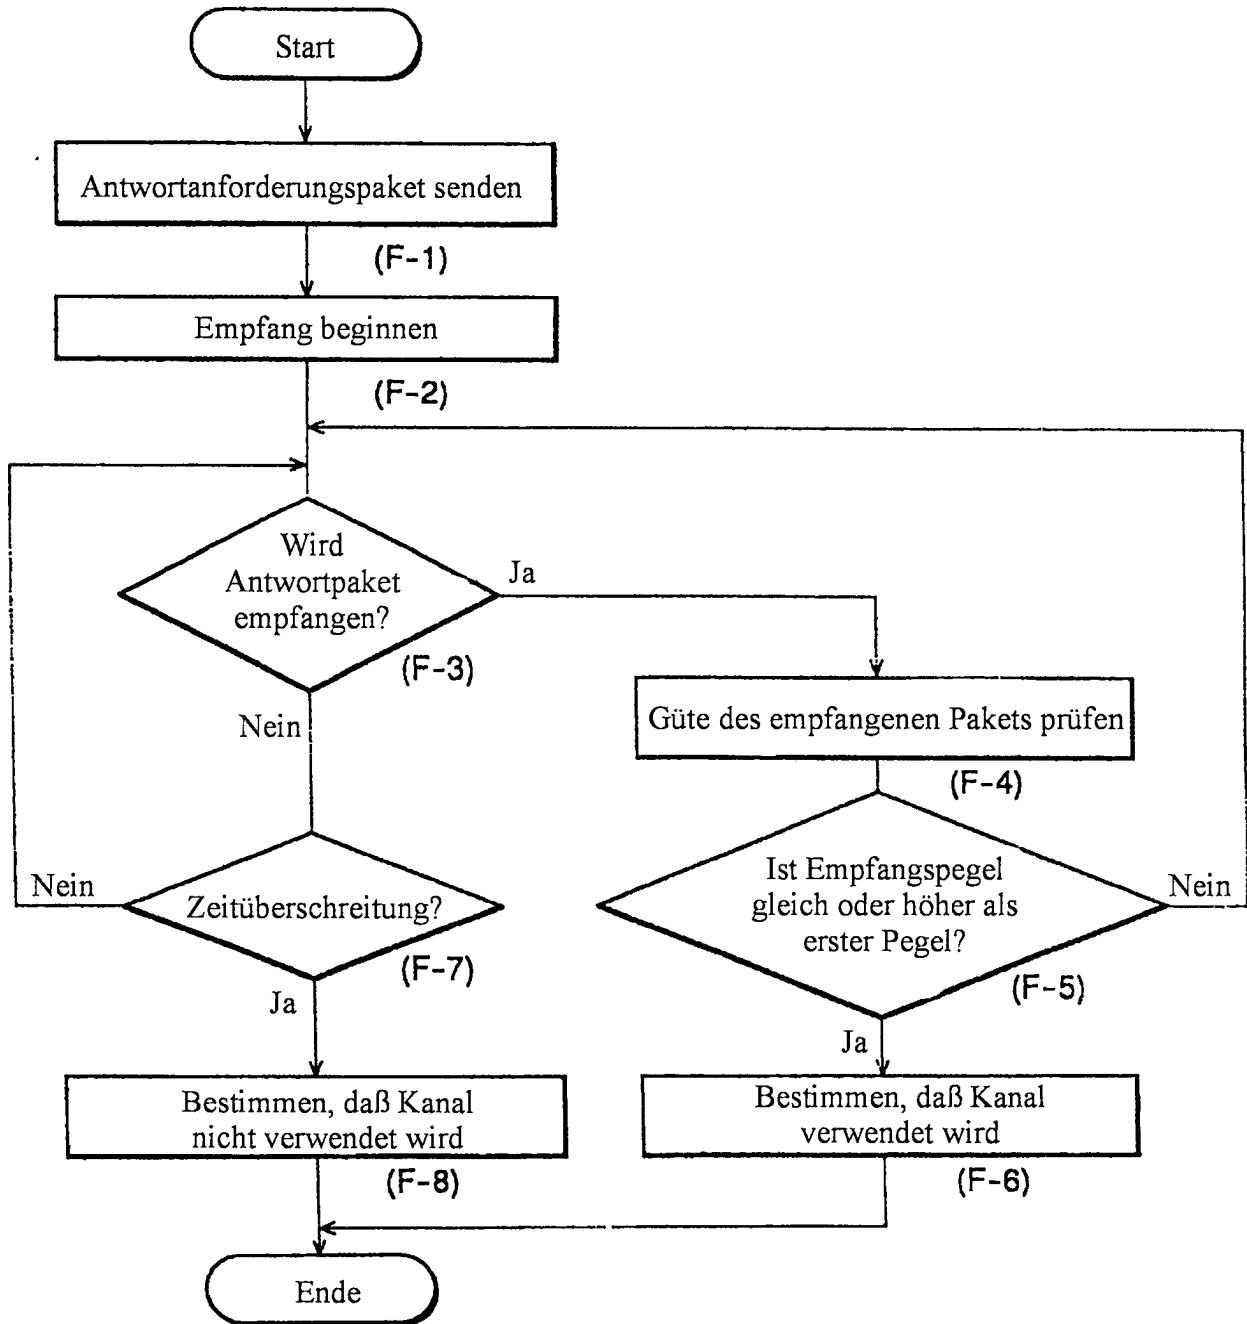 Start
Antwortanforderungspaket senden
(F-1)
Empfang beginnen
(F-2)
Wird
Antwortpaket
empfangen?
Ja
(F-3)
Nein
Güte des empfangenen Pakets prüfen
(F-4)
Ist Empfangspegel
gleich oder höher als
erster Pegel?
Nein
(F-5)
Ja
Nein
Zeitüberschreitung?
(F-7)
Ja
Bestimmen, daß Kanal
nicht verwendet wird
(F-8)
Bestimmen, daß Kanal
verwendet wird
(F-6)
Ende